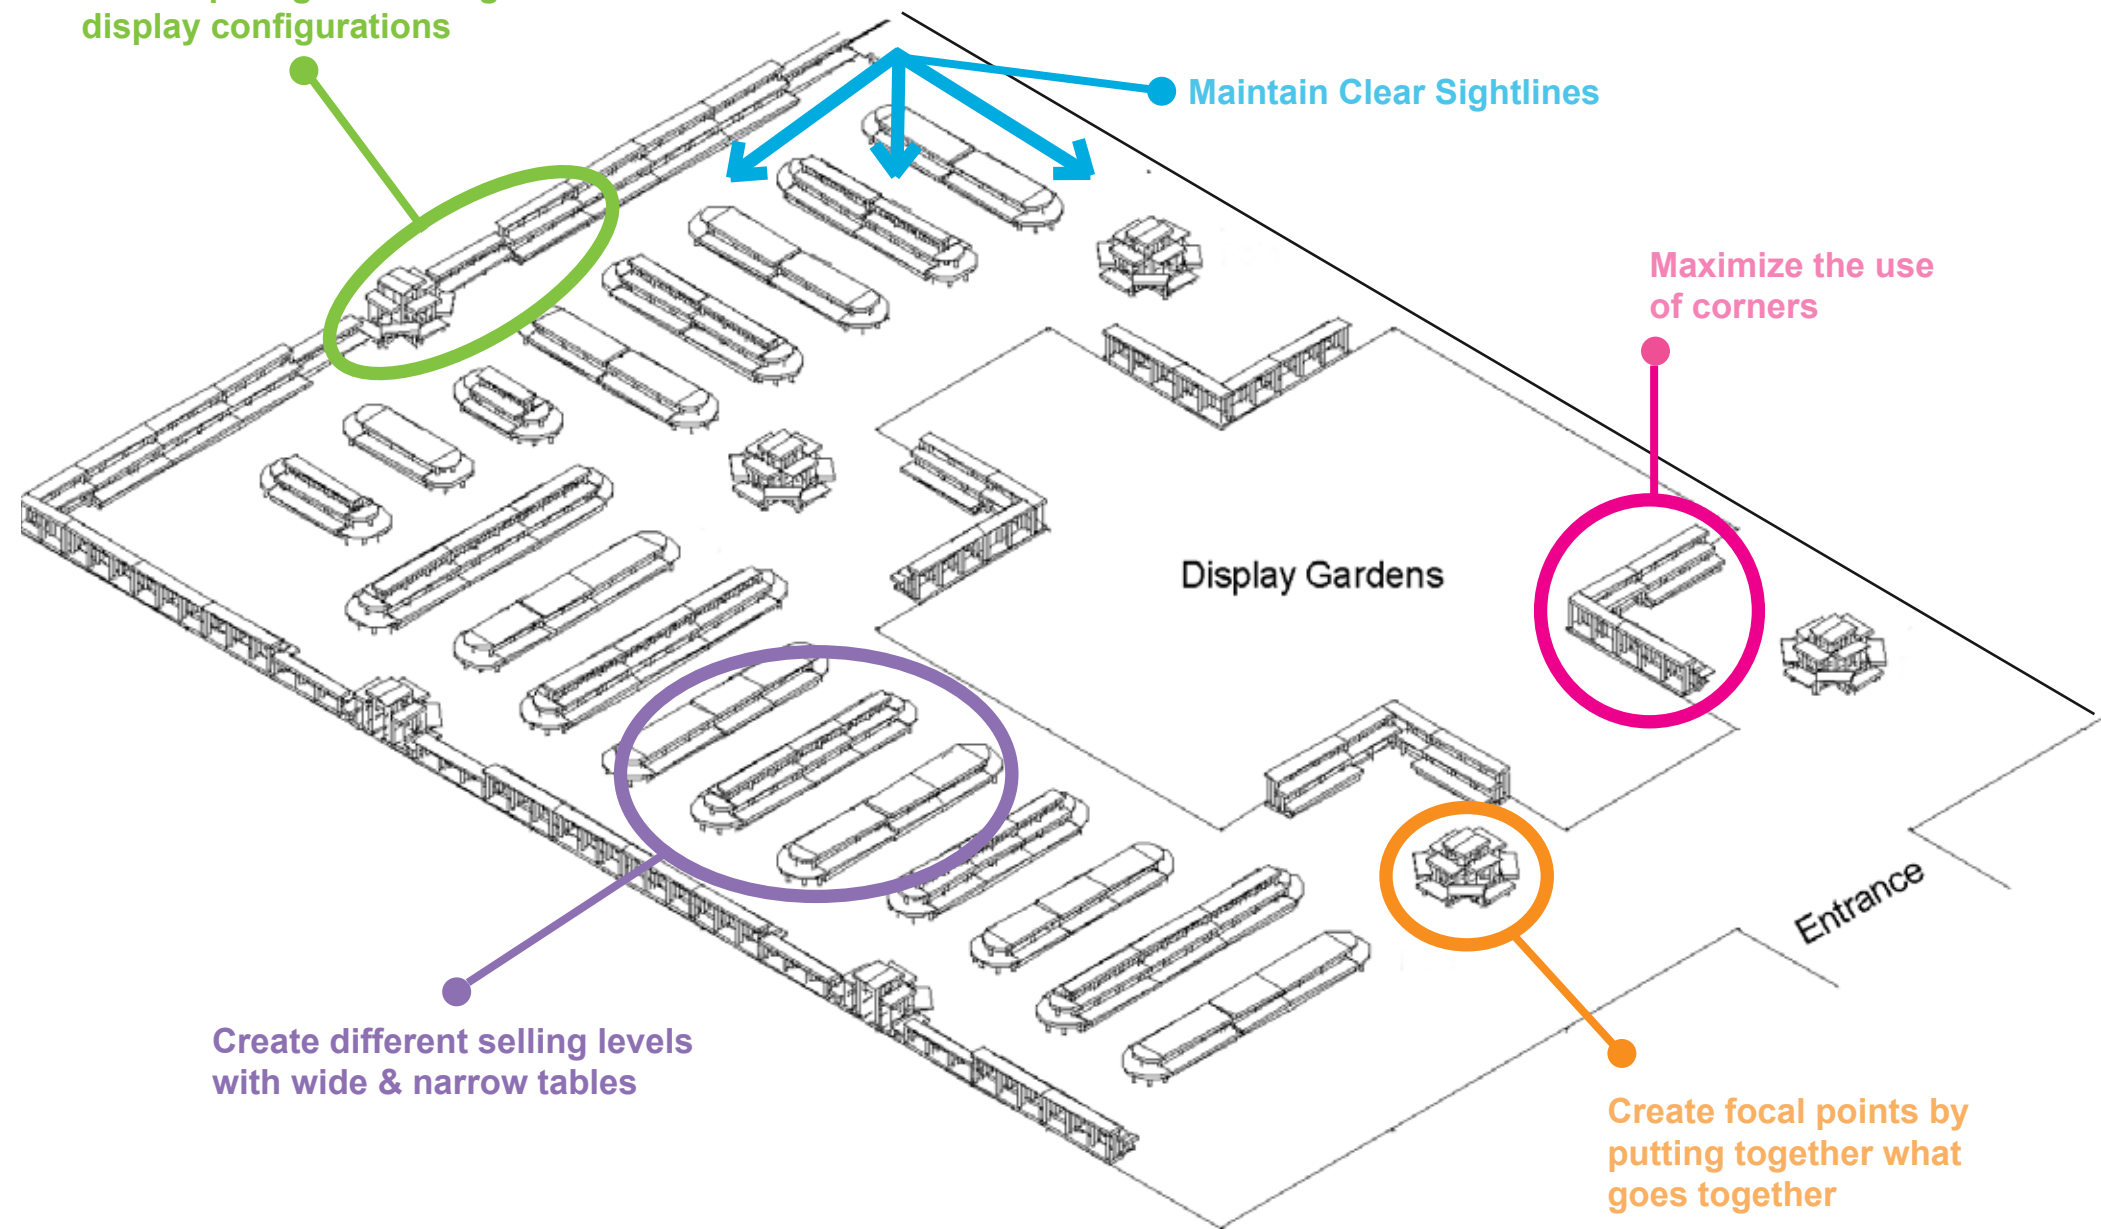 display configurations
Maintain Clear Sightlines
Maximize the use
of corners
Display Gardens
Entrance
Create different selling levels
with wide & narrow tables
Create focal points by
putting together what
goes together